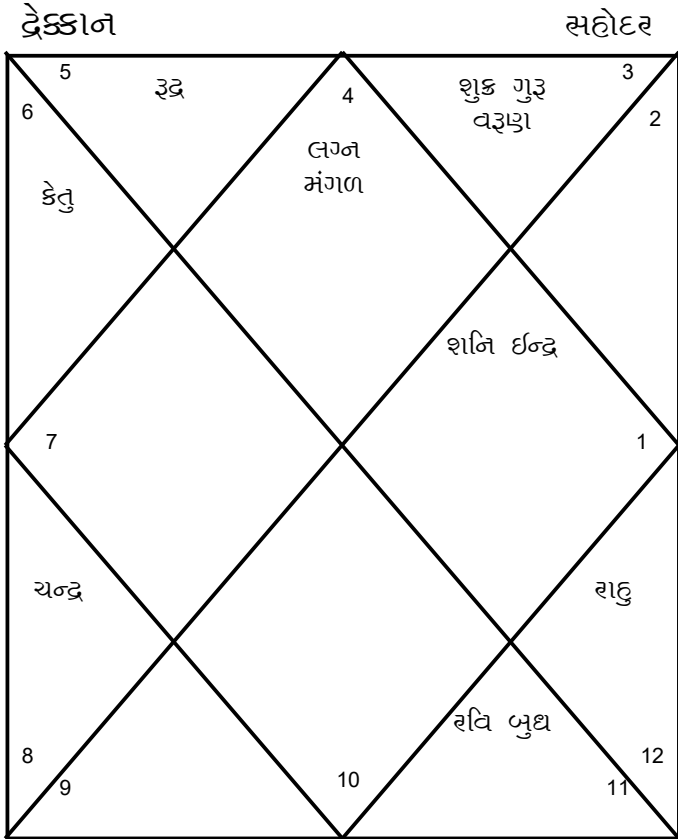 દ્રેક્કાન
સહોદર
5
રૂદ્ર
4
શુક્ર ગુરૂ
વરૂણ
3
6
2
લગ્ન
મંગળ
કેતુ
શનિ ઈન્દ્ર
7
1
ચન્દ્ર
રાહુ
રવિ બુધ
8
9
10
11
12